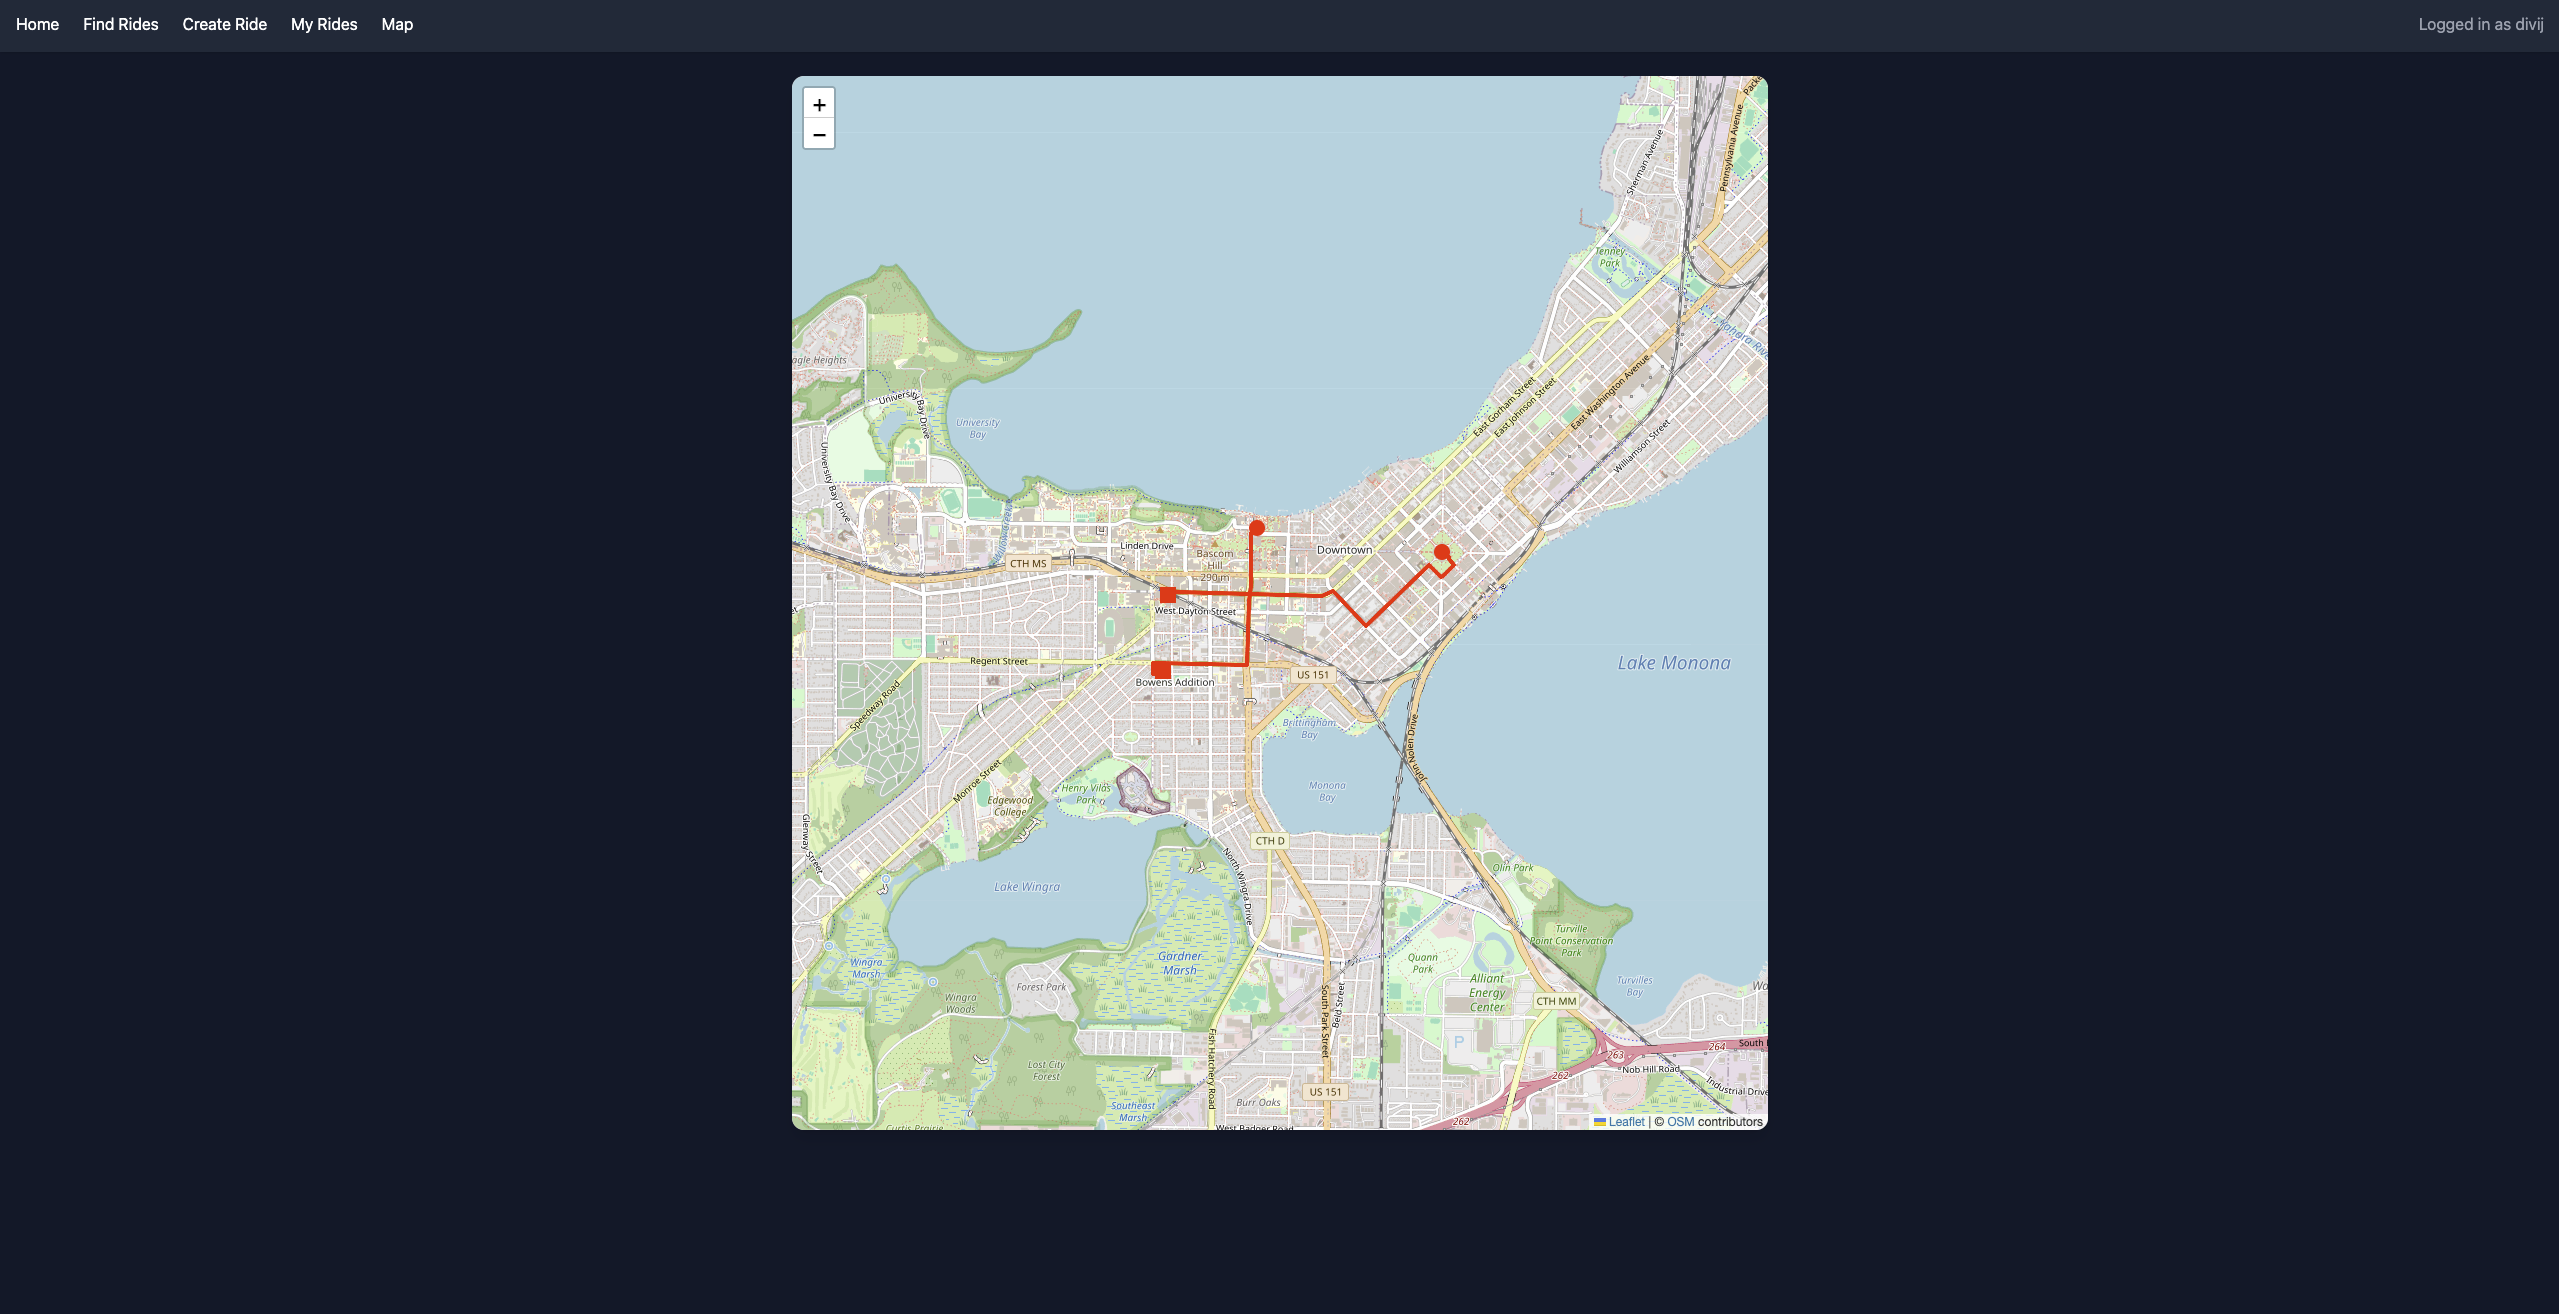 Home Find Rides Create Ride My Rides Map Logged in as divij
+
−
Sherman Avenue
Pennsylvania Avenue
Packe
Tenney
Park
Yahara Rive
agle Heights
University Bay Drive
University
Bay
University Bay Drive
East Gorham Street
East Johnson Street
East Washington Avenue
Williamson Street
Willow Creek
Linden Drive
Bascom
Hill
290 m
Downtown
CTH MS
West Dayton Street
Regent Street
Bowens Addition
US 151
Lake Monona
Speedway Road
Brittingham
Bay
John Nolen Drive
Monroe Street
Henry Vilas
Park
Edgewood
College
Monona
Bay
Glenway Street
CTH D
North Wingra Drive
Lake Wingra
Olin Park
Turville
Point Conservation
Park
Wingra
Marsh
Gardner
Marsh
Quann
Park
Alliant
Energy
Center
Turvilles
Bay
Forest Park
Wingra
Woods
CTH MM
South Park Street
Beld Street
Fish Hatchery Road
P
Lost City
Forest
263
264
South
Nob Hill Road
262
Industrial Drive
Southeast
Marsh
Burr Oaks
US 151
262
Curtis Prairie
West Badger Road
Leaflet | © OSM contributors